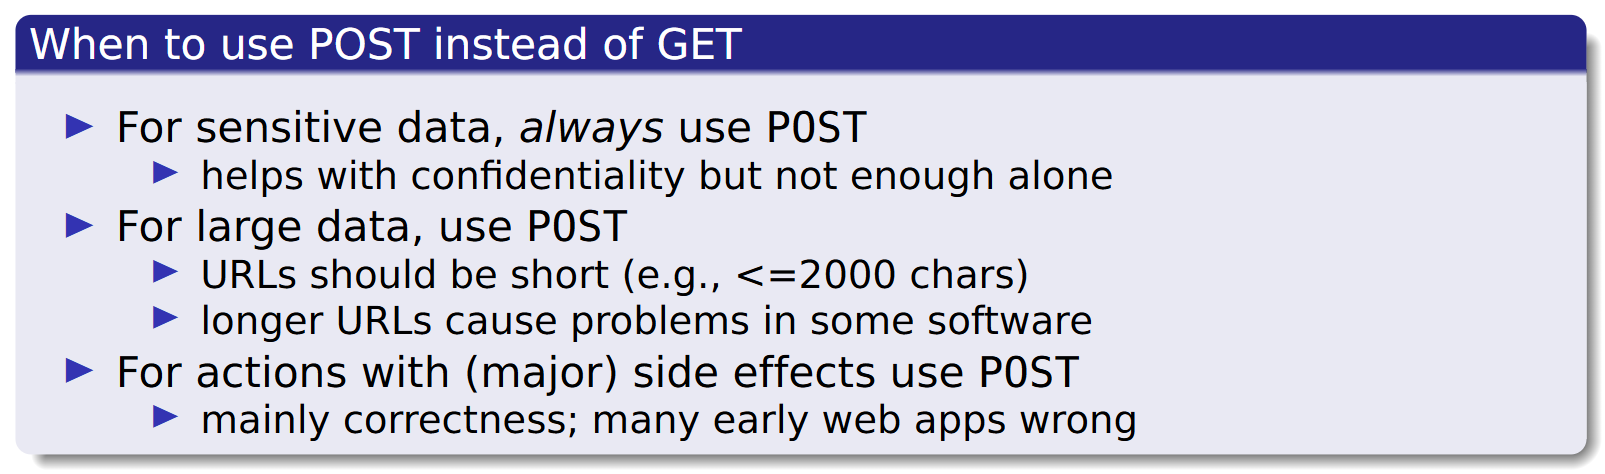 When to use POST instead of GET
For sensitive data, always use POST
helps with confidentiality but not enough alone
For large data, use POST
URLs should be short (e.g., <=2000 chars)
longer URLs cause problems in some software
For actions with (major) side effects use POST
mainly correctness; many early web apps wrong